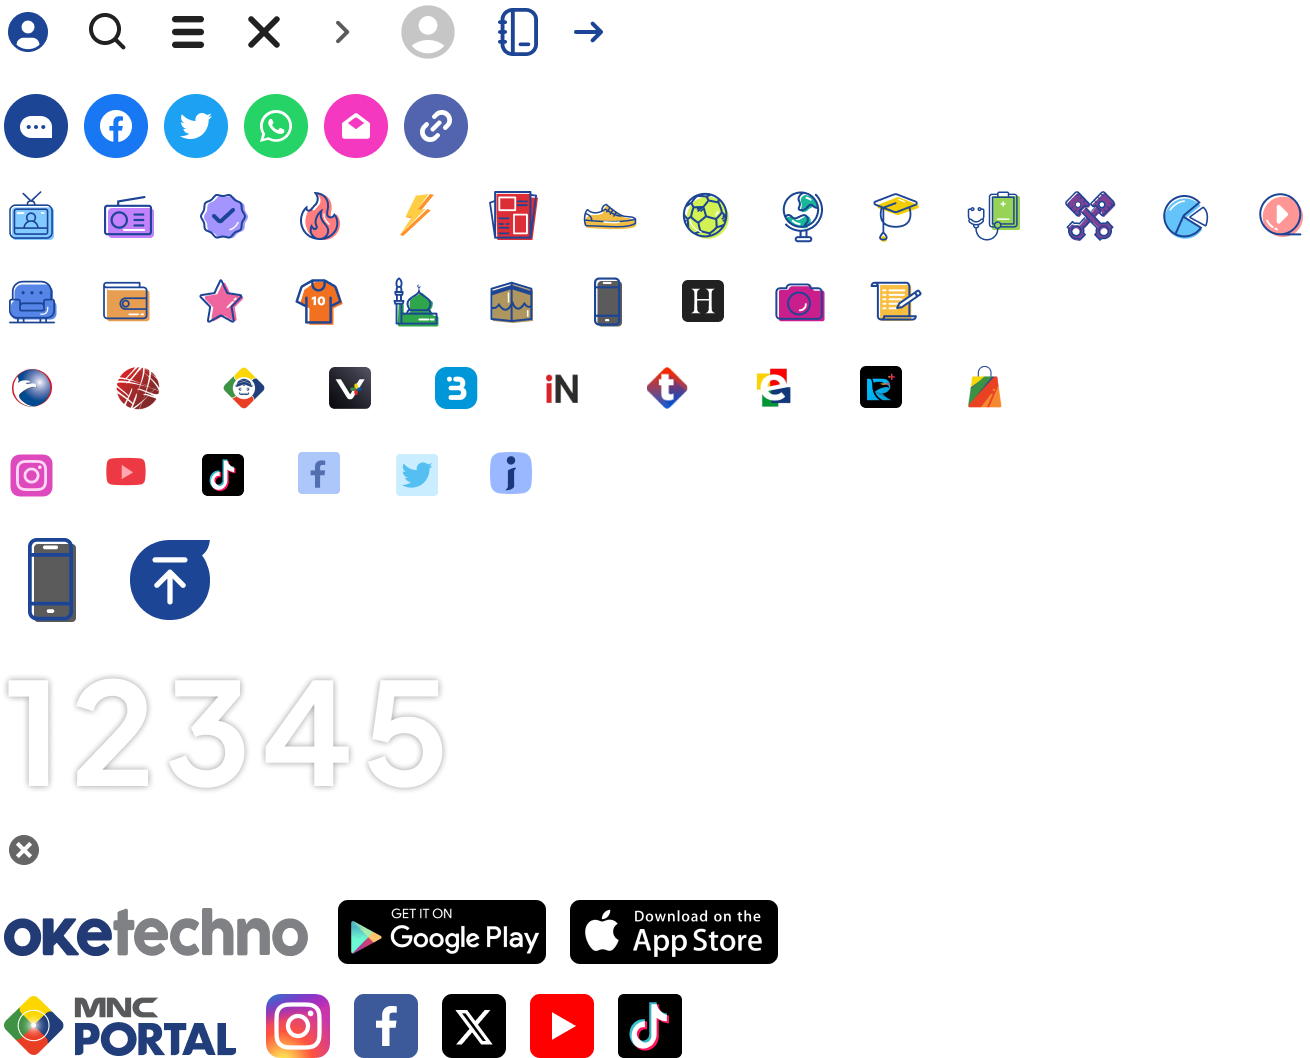 10
H
iN
t
e
12345
oketechno
GET IT ON
Google Play
Download on the
App Store
MNC
PORTAL